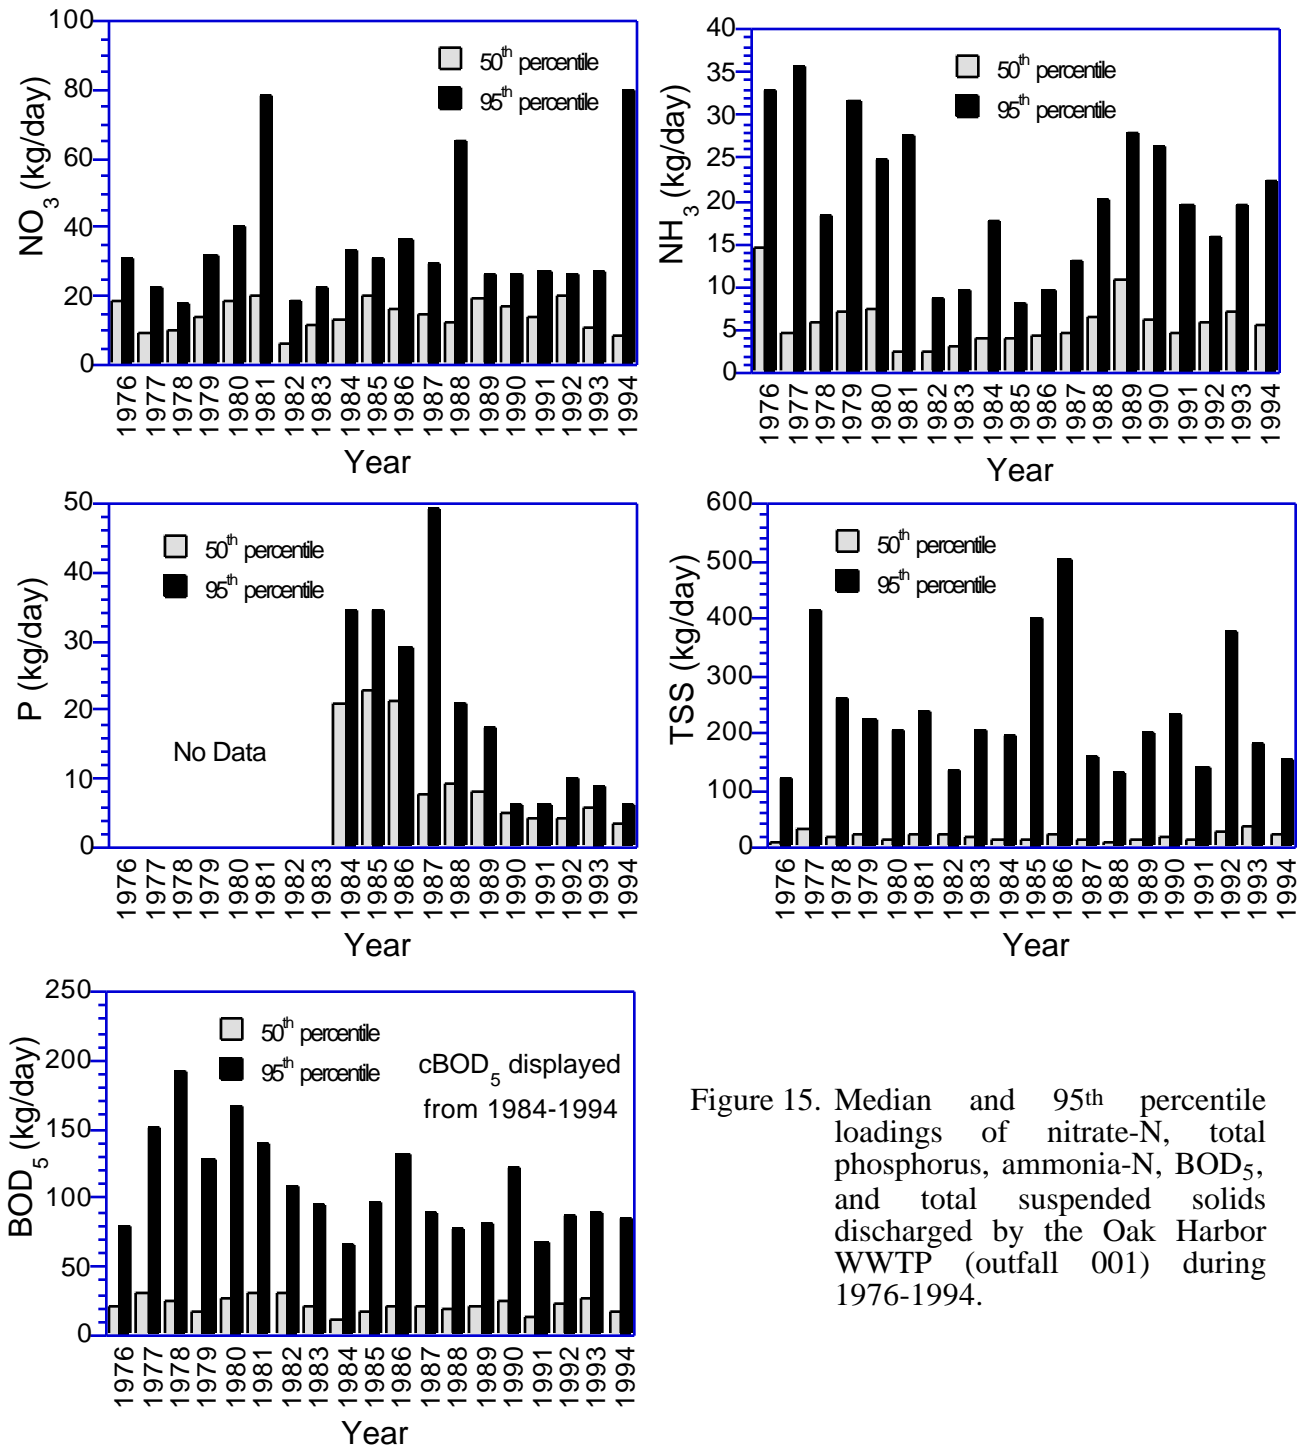 100
80
60
40
20
0
NO3 (kg/day)
50th percentile
95th percentile
1976 1977 1978 1979 1980 1981 1982 1983 1984 1985 1986 1987 1988 1989 1990 1991 1992 1993 1994
Year
40
35
30
25
20
15
10
5
0
NH3 (kg/day)
50th percentile
95th percentile
1976 1977 1978 1979 1980 1981 1982 1983 1984 1985 1986 1987 1988 1989 1990 1991 1992 1993 1994
Year
50
40
30
20
10
0
P (kg/day)
50th percentile
95th percentile
No Data
1976 1977 1978 1979 1980 1981 1982 1983 1984 1985 1986 1987 1988 1989 1990 1991 1992 1993 1994
Year
600
500
400
300
200
100
0
TSS (kg/day)
50th percentile
95th percentile
1976 1977 1978 1979 1980 1981 1982 1983 1984 1985 1986 1987 1988 1989 1990 1991 1992 1993 1994
Year
250
200
150
100
50
0
BOD5 (kg/day)
50th percentile
95th percentile
cBOD5 displayed
from 1984-1994
1976 1977 1978 1979 1980 1981 1982 1983 1984 1985 1986 1987 1988 1989 1990 1991 1992 1993 1994
Year
Figure 15. Median and 95th percentile
loadings of nitrate-N, total
phosphorus, ammonia-N, BOD5,
and total suspended solids
discharged by the Oak Harbor
WWTP (outfall 001) during
1976-1994.